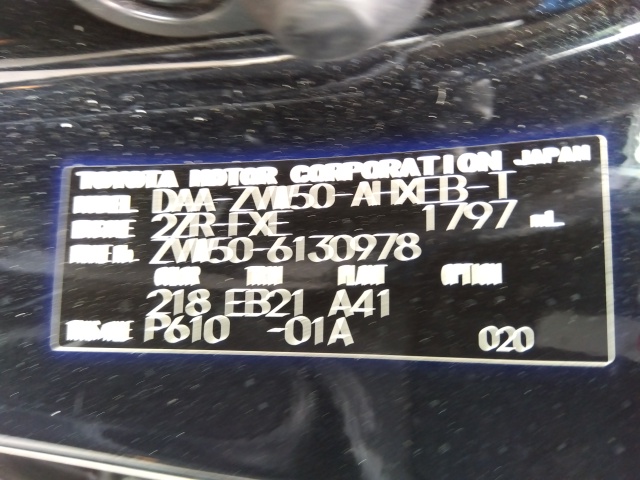 TOYOTA MOTOR CORPORATION JAPAN
MODEL DAA-ZVW50-AHXEB-T
ENGINE 2ZR-FXE 1797 mL
FRAME No. ZVW50-6130978
COLOR TRIM PLANT OPTION
218 EB21 A41
TRANS/AXLE P610 -01A 020